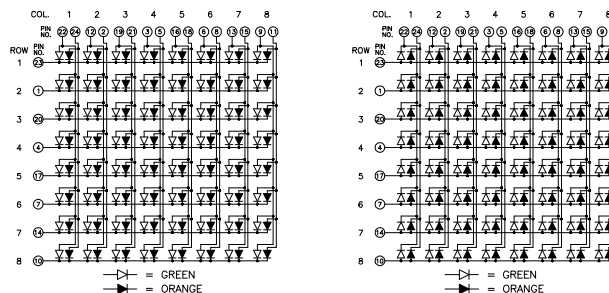 COL. 1 2 3 4 5 6 7 8
PIN NO. 22 24 12 2 19 21 3 5 16 18 6 8 13 15 9 11
ROW PIN NO.
1 23
2 1
3 20
4 4
5 17
6 7
7 14
8 10
= GREEN
= ORANGE
COL. 1 2 3 4 5 6 7 8
PIN NO. 22 24 12 2 19 21 3 5 16 18 6 8 13 15 9
ROW PIN NO.
1 23
2 1
3 20
4 4
5 17
6 7
7 14
8 10
= GREEN
= ORANGE